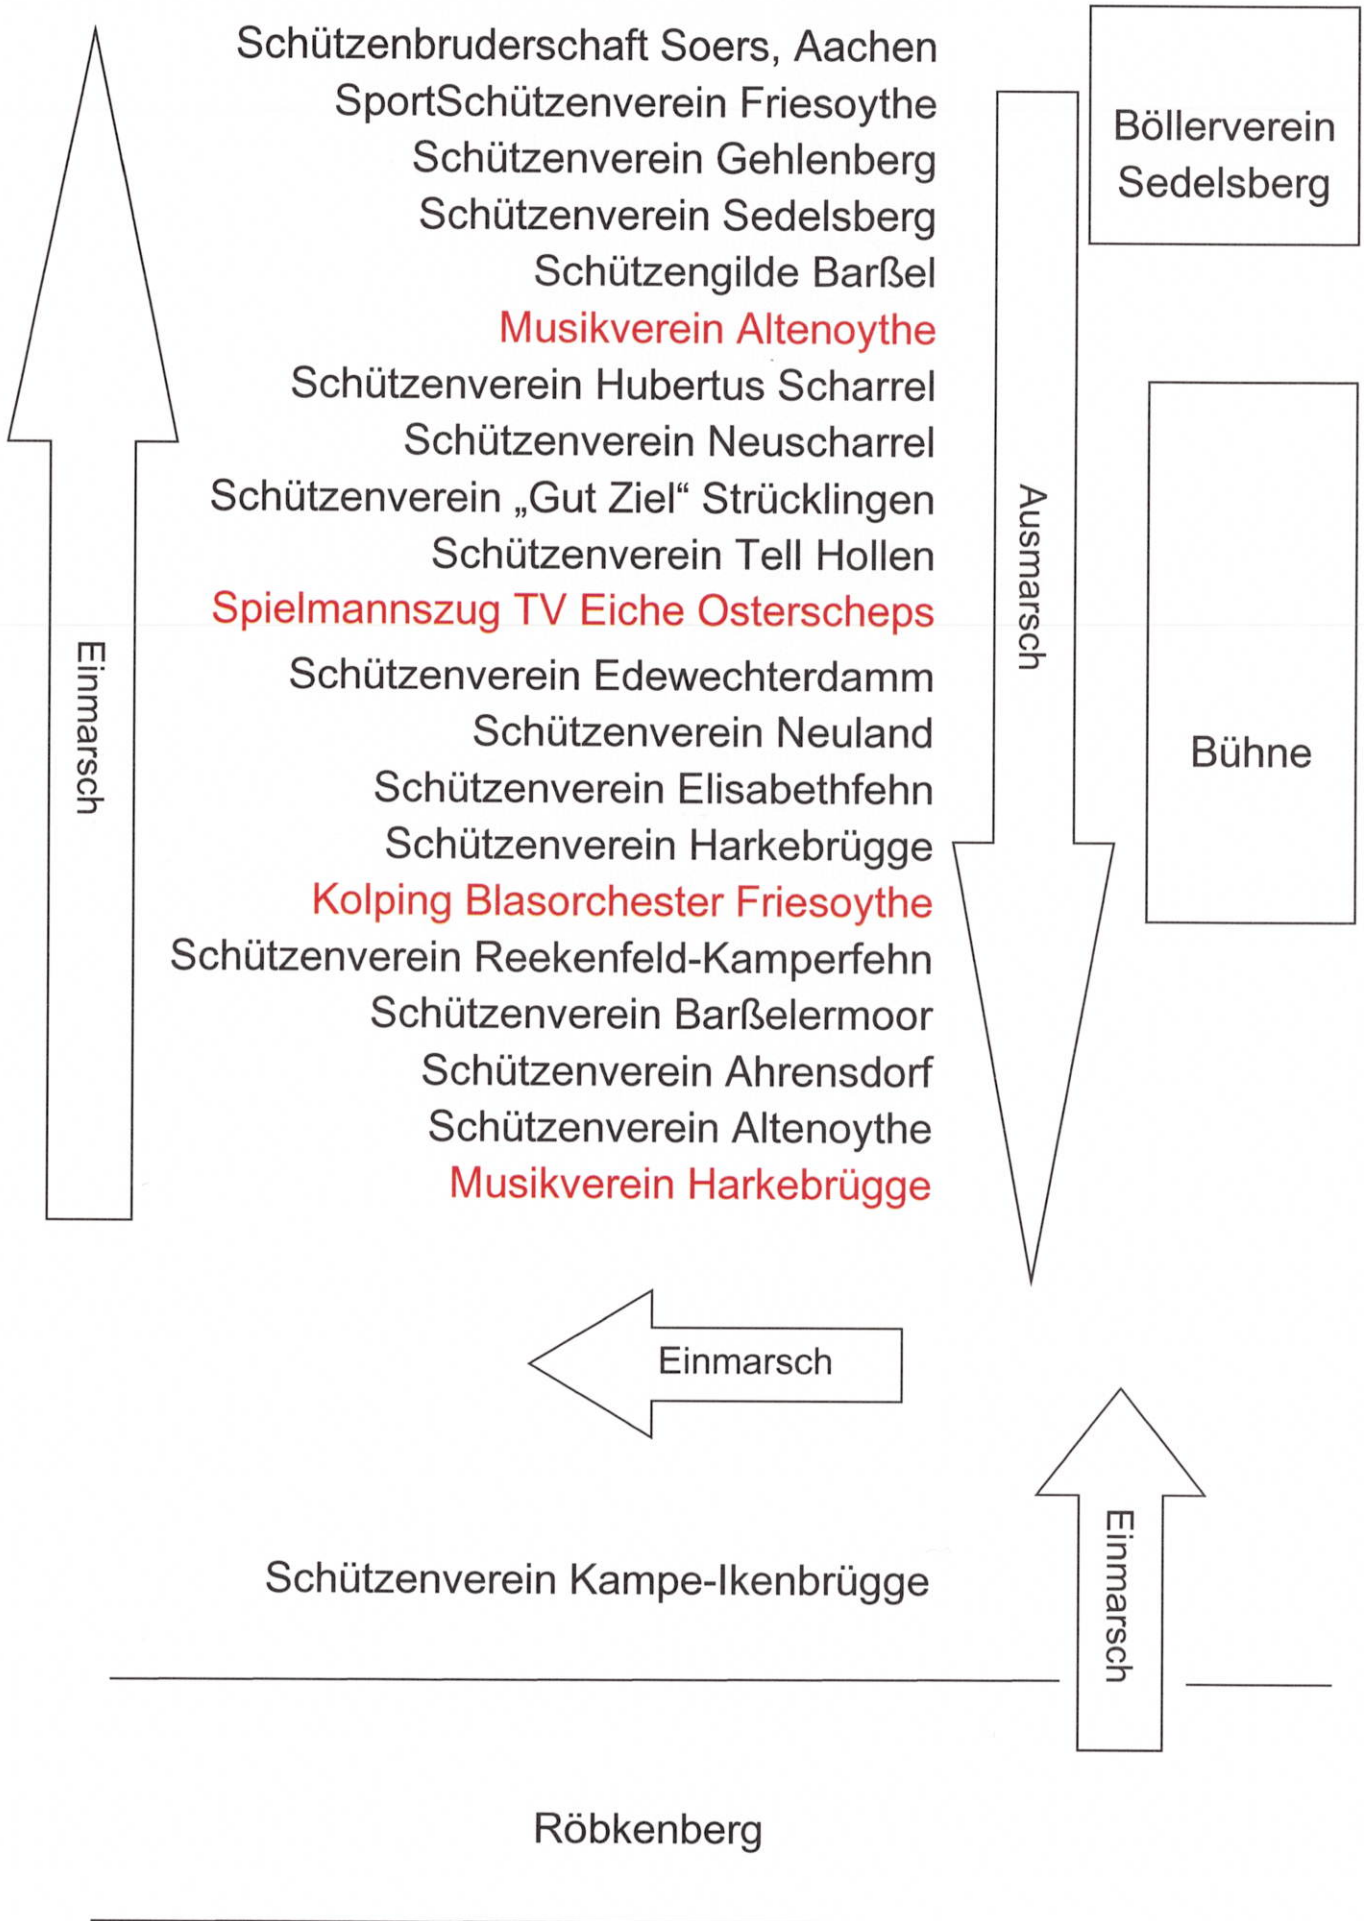 Schützenbruderschaft Soers, Aachen
SportSchützenverein Friesoythe
Schützenverein Gehlenberg
Schützenverein Sedelsberg
Schützengilde Barßel
Musikverein Altenoythe
Schützenverein Hubertus Scharrel
Schützenverein Neuscharrel
Schützenverein „Gut Ziel“ Strücklingen
Schützenverein Tell Hollen
Spielmannszug TV Eiche Osterscheps
Schützenverein Edewechterdamm
Schützenverein Neuland
Schützenverein Elisabethfehn
Schützenverein Harkebrügge
Kolping Blasorchester Friesoythe
Schützenverein Reekenfeld-Kamperfehn
Schützenverein Barßelermoor
Schützenverein Ahrensdorf
Schützenverein Altenoythe
Musikverein Harkebrügge
Einmarsch
Ausmarsch
Böllerverein
Sedelsberg
Bühne
Einmarsch
Einmarsch
Schützenverein Kampe-Ikenbrügge
Röbkenberg